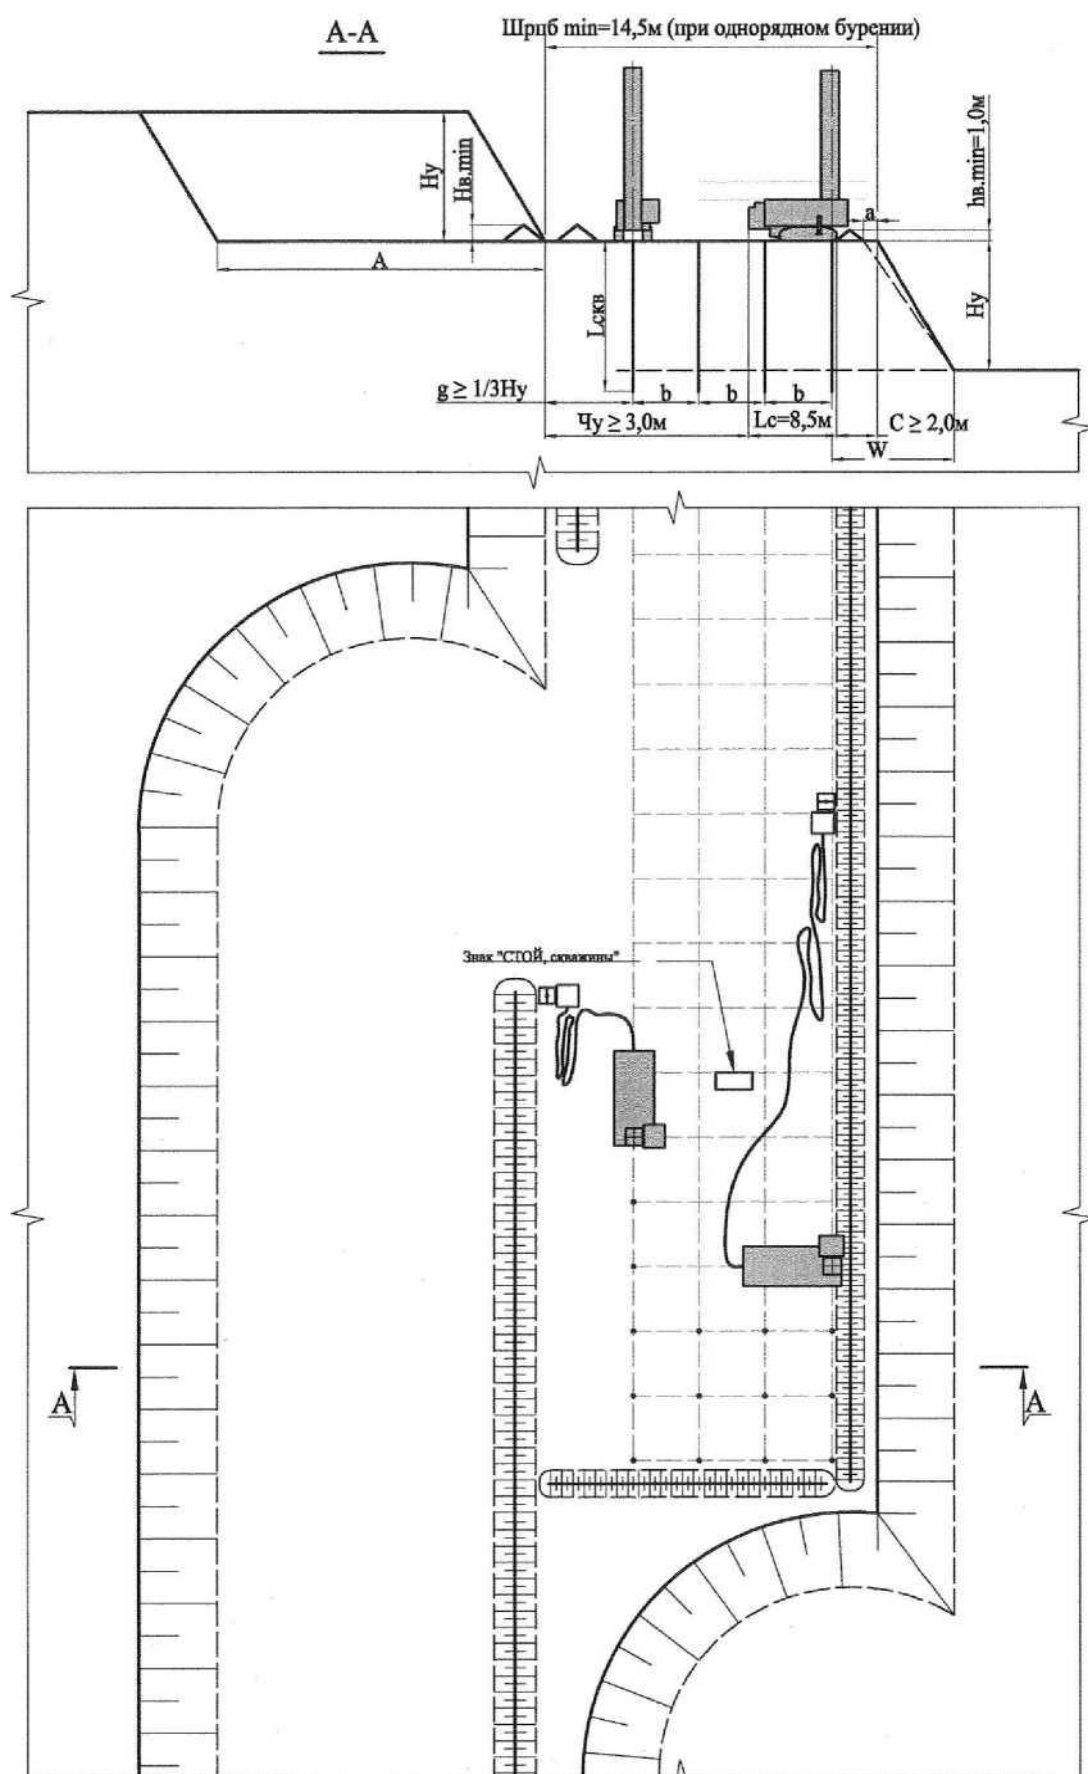 А-А
Шрпб min=14,5м (при однорядном бурении)
Ну
Нв.min
hв.min=1,0м
a
А
Lскв
Ну
g ≥ 1/3Ну
b
b
b
Чу ≥ 3,0м
Lс=8,5м
С ≥ 2,0м
W
Знак "СТОЙ, скважины"
А
А